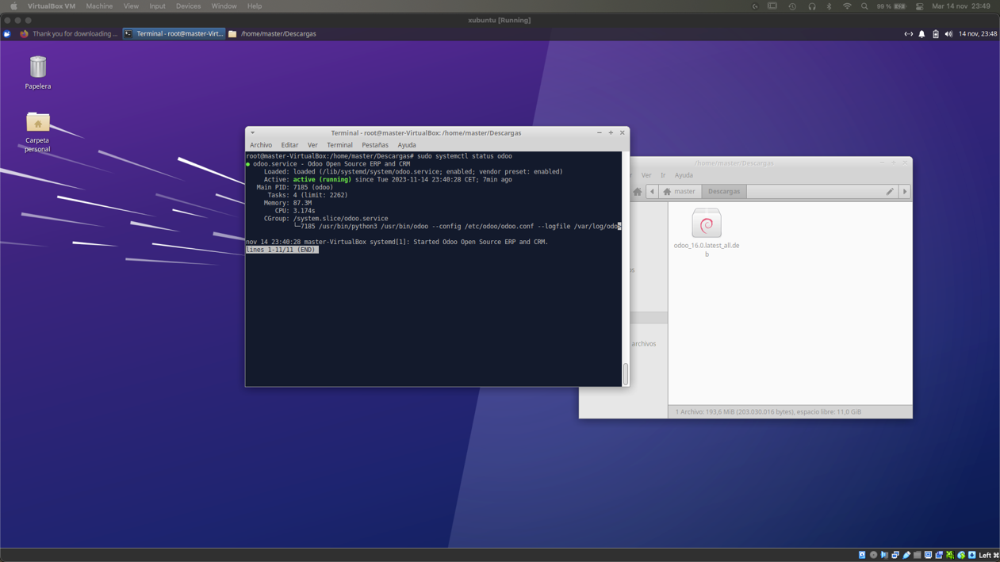 VirtualBox VM Machine View Input Devices Window Help
99 % Mar 14 nov 23:49
xubuntu [Running]
Thank you for downloading ... Terminal - root@master-Virt... /home/master/Descargas
14 nov, 23:48
Papelera
Carpeta
personal
Terminal - root@master-VirtualBox: /home/master/Descargas
Archivo Editar Ver Terminal Pestañas Ayuda
root@master-VirtualBox:/home/master/Descargas# sudo systemctl status odoo
● odoo.service - Odoo Open Source ERP and CRM
Loaded: loaded (/lib/systemd/system/odoo.service; enabled; vendor preset: enabled)
Active: active (running) since Tue 2023-11-14 23:40:28 CET; 7min ago
Main PID: 7185 (odoo)
Tasks: 4 (limit: 2262)
Memory: 87.3M
CPU: 3.174s
CGroup: /system.slice/odoo.service
└─7185 /usr/bin/python3 /usr/bin/odoo --config /etc/odoo/odoo.conf --logfile /var/log/odo>
nov 14 23:40:28 master-VirtualBox systemd[1]: Started Odoo Open Source ERP and CRM.
lines 1-11/11 (END)
/home/master/Descargas
r Ver Ir Ayuda
master Descargas
odoo_16.0.latest_all.de
b
os
archivos
1 Archivo: 193,6 MiB (203.030.016 bytes), espacio libre: 11,0 GiB
Left ⌘